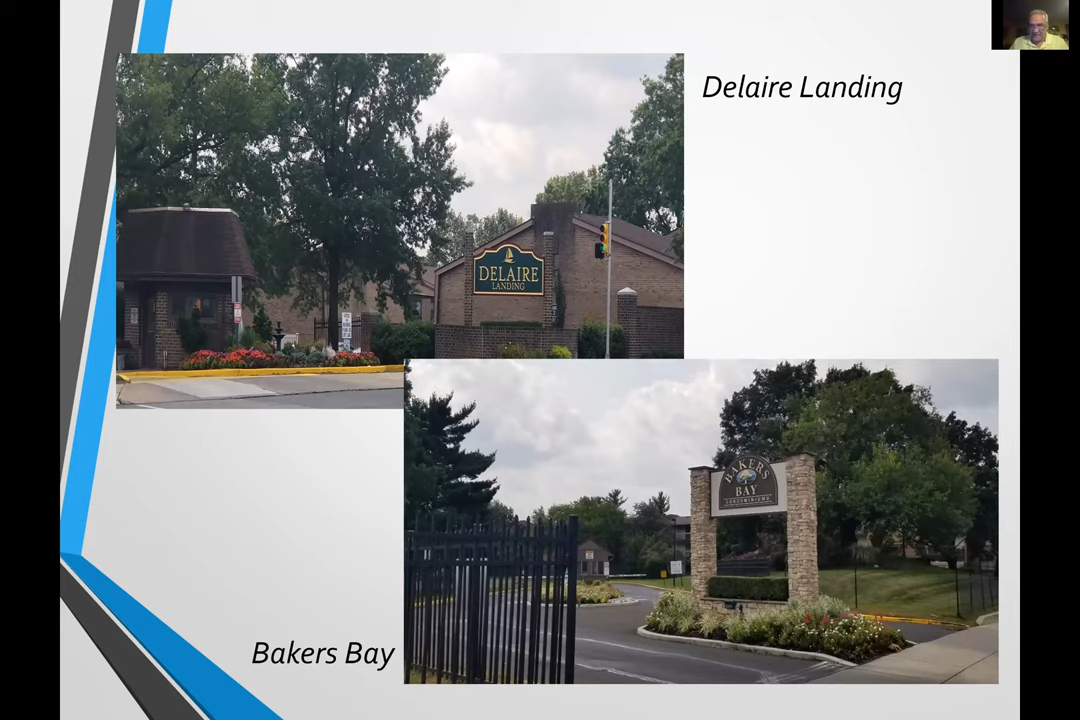 Delaire Landing
DELAIRE
LANDING
BAKERS
BAY
CONDOMINIUMS
Bakers Bay